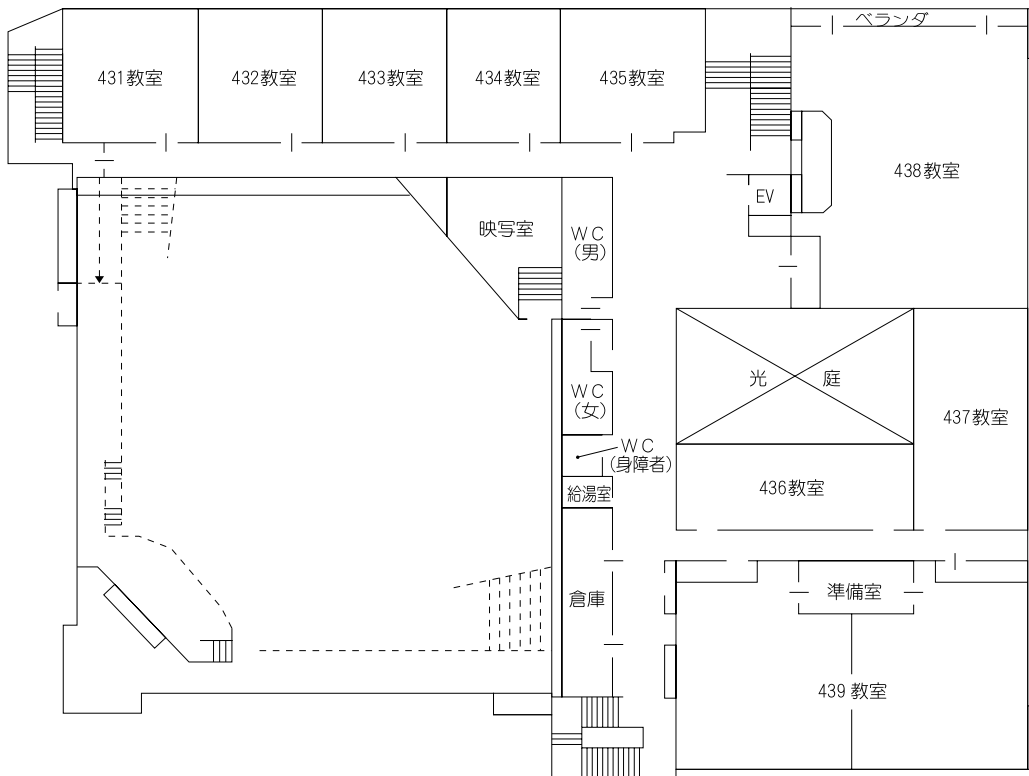 ベランダ
431教室
432教室
433教室
434教室
435教室
438教室
EV
映写室
ＷＣ
(男)
光 庭
ＷＣ
(女)
437教室
ＷＣ
(身障者)
436教室
給湯室
倉庫
準備室
439 教室